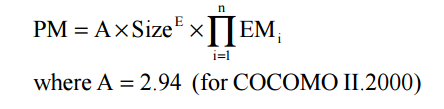 PM = A × Size^E × ∏_{i=1}^{n} EM_i
where A = 2.94 (for COCOMO II.2000)